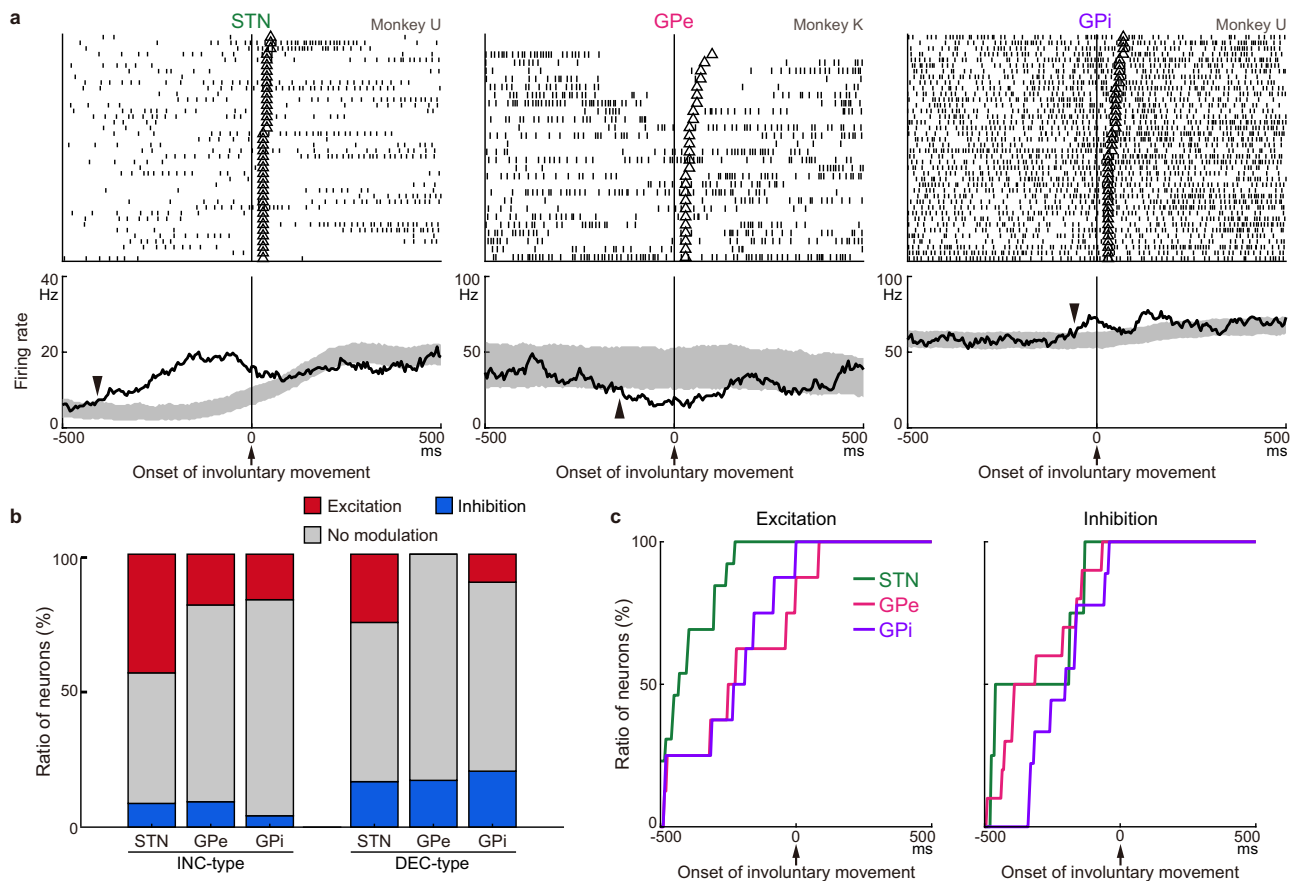 a
STN
Monkey U
GPe
Monkey K
GPi
Monkey U
Firing rate
40
Hz
20
0
-500
0
500
ms
Onset of involuntary movement
100
Hz
50
0
-500
0
500
ms
Onset of involuntary movement
100
Hz
50
0
-500
0
500
ms
Onset of involuntary movement
b
Excitation
Inhibition
No modulation
Ratio of neurons (%)
100
50
0
STN
GPe
GPi
INC-type
STN
GPe
GPi
DEC-type
c
Excitation
Ratio of neurons (%)
100
50
0
STN
GPe
GPi
-500
0
500
ms
Onset of involuntary movement
Inhibition
100
50
0
-500
0
500
ms
Onset of involuntary movement